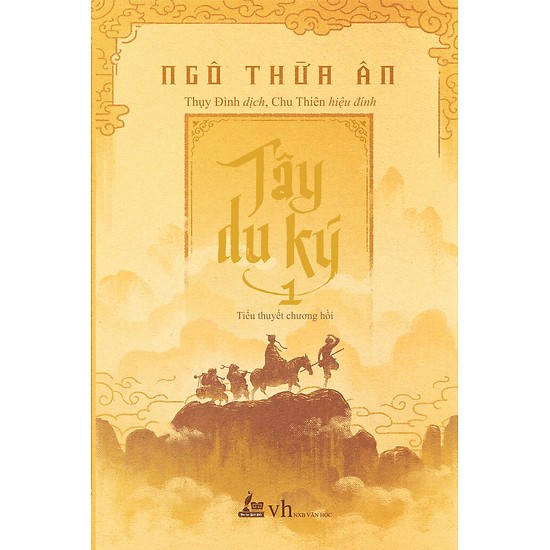 NGÔ THỪA ÂN
Thụy Đình dịch, Chu Thiên hiệu đính
Tây
du ký
1
Tiểu thuyết chương hồi
vh
NXB VĂN HỌC